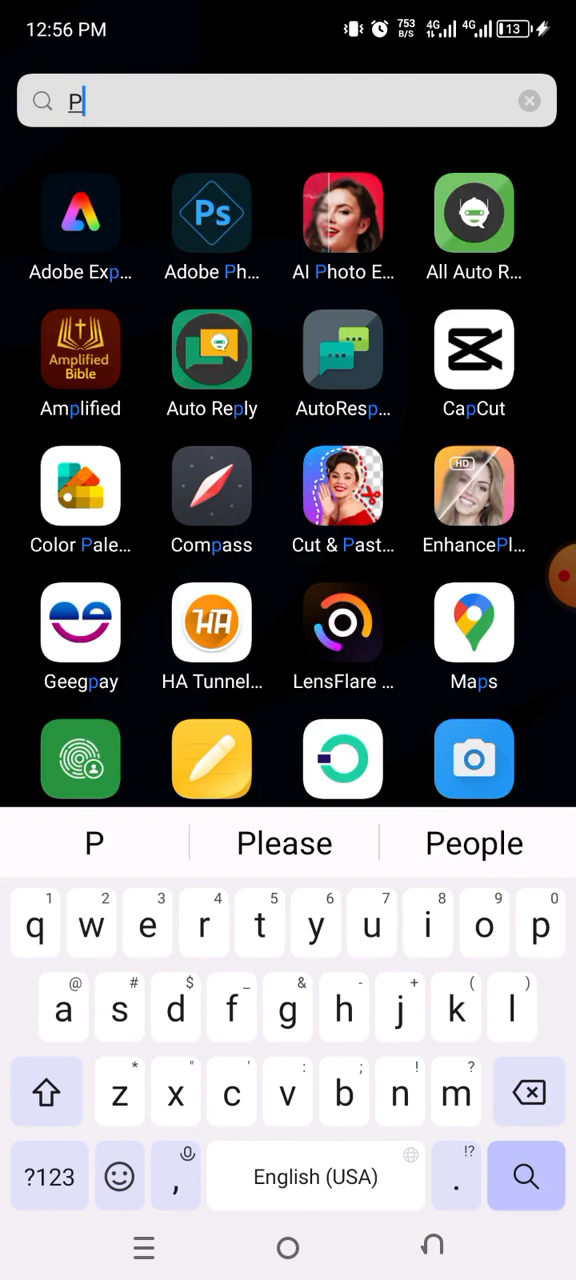 12:56 PM 753 B/S 4G 4G 13
P
Ps
Adobe Exp... Adobe Ph... AI Photo E... All Auto R...
Amplified Bible
Amplified Auto Reply AutoResp... CapCut
HD
Color Pale... Compass Cut & Past... EnhancePl...
HA
Geegpay HA Tunnel... LensFlare ... Maps
P Please People
1 2 3 4 5 6 7 8 9 0
q w e r t y u i o p
@ # $ _ & - + ( )
a s d f g h j k l
* " ' : ; ! ?
z x c v b n m
!?
?123 , English (USA) .